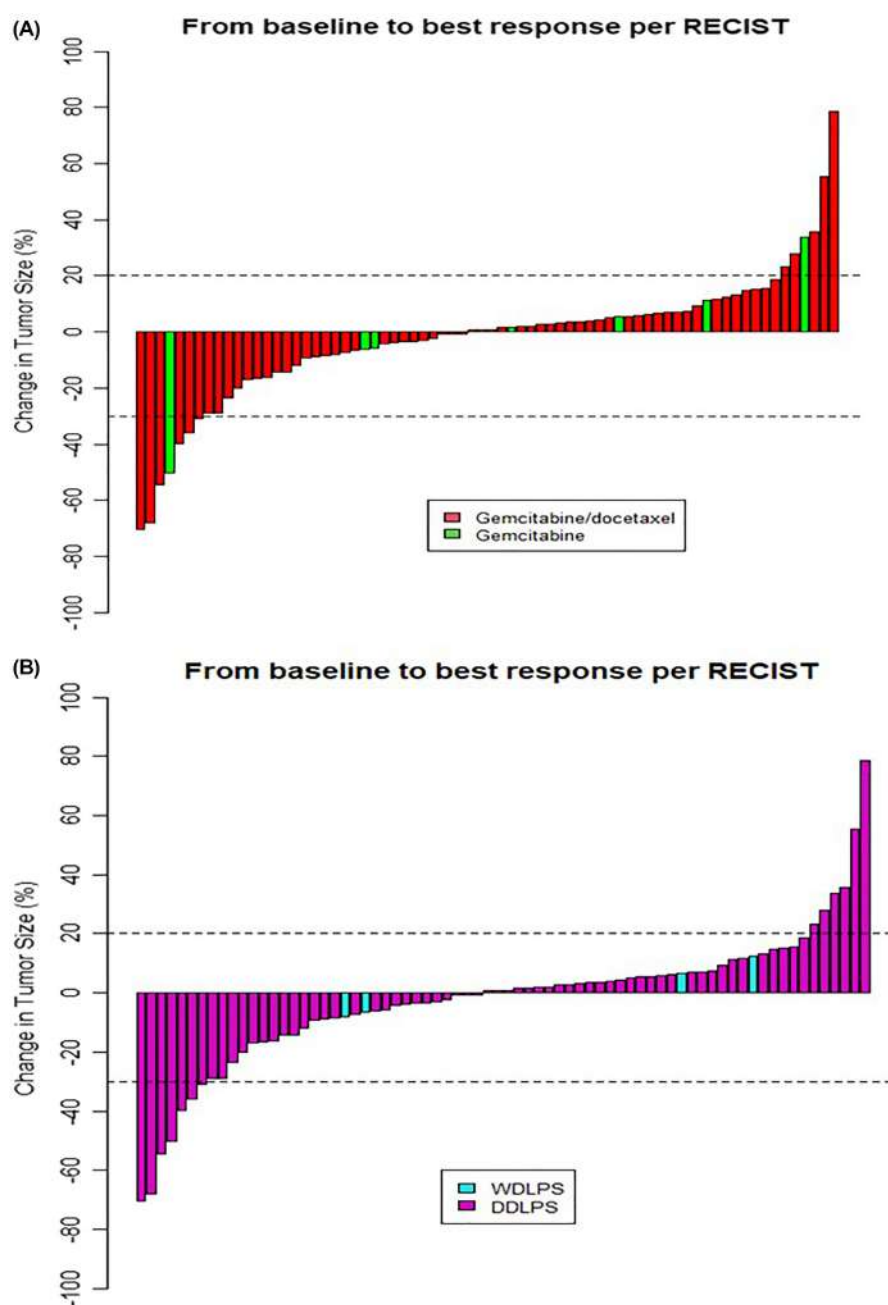 (A)
From baseline to best response per RECIST
100
80
60
40
20
0
-20
-40
-60
-80
-100
Change in Tumor Size (%)
Gemcitabine/docetaxel
Gemcitabine
(B)
From baseline to best response per RECIST
100
80
60
40
20
0
-20
-40
-60
-80
-100
Change in Tumor Size (%)
WDLPS
DDLPS